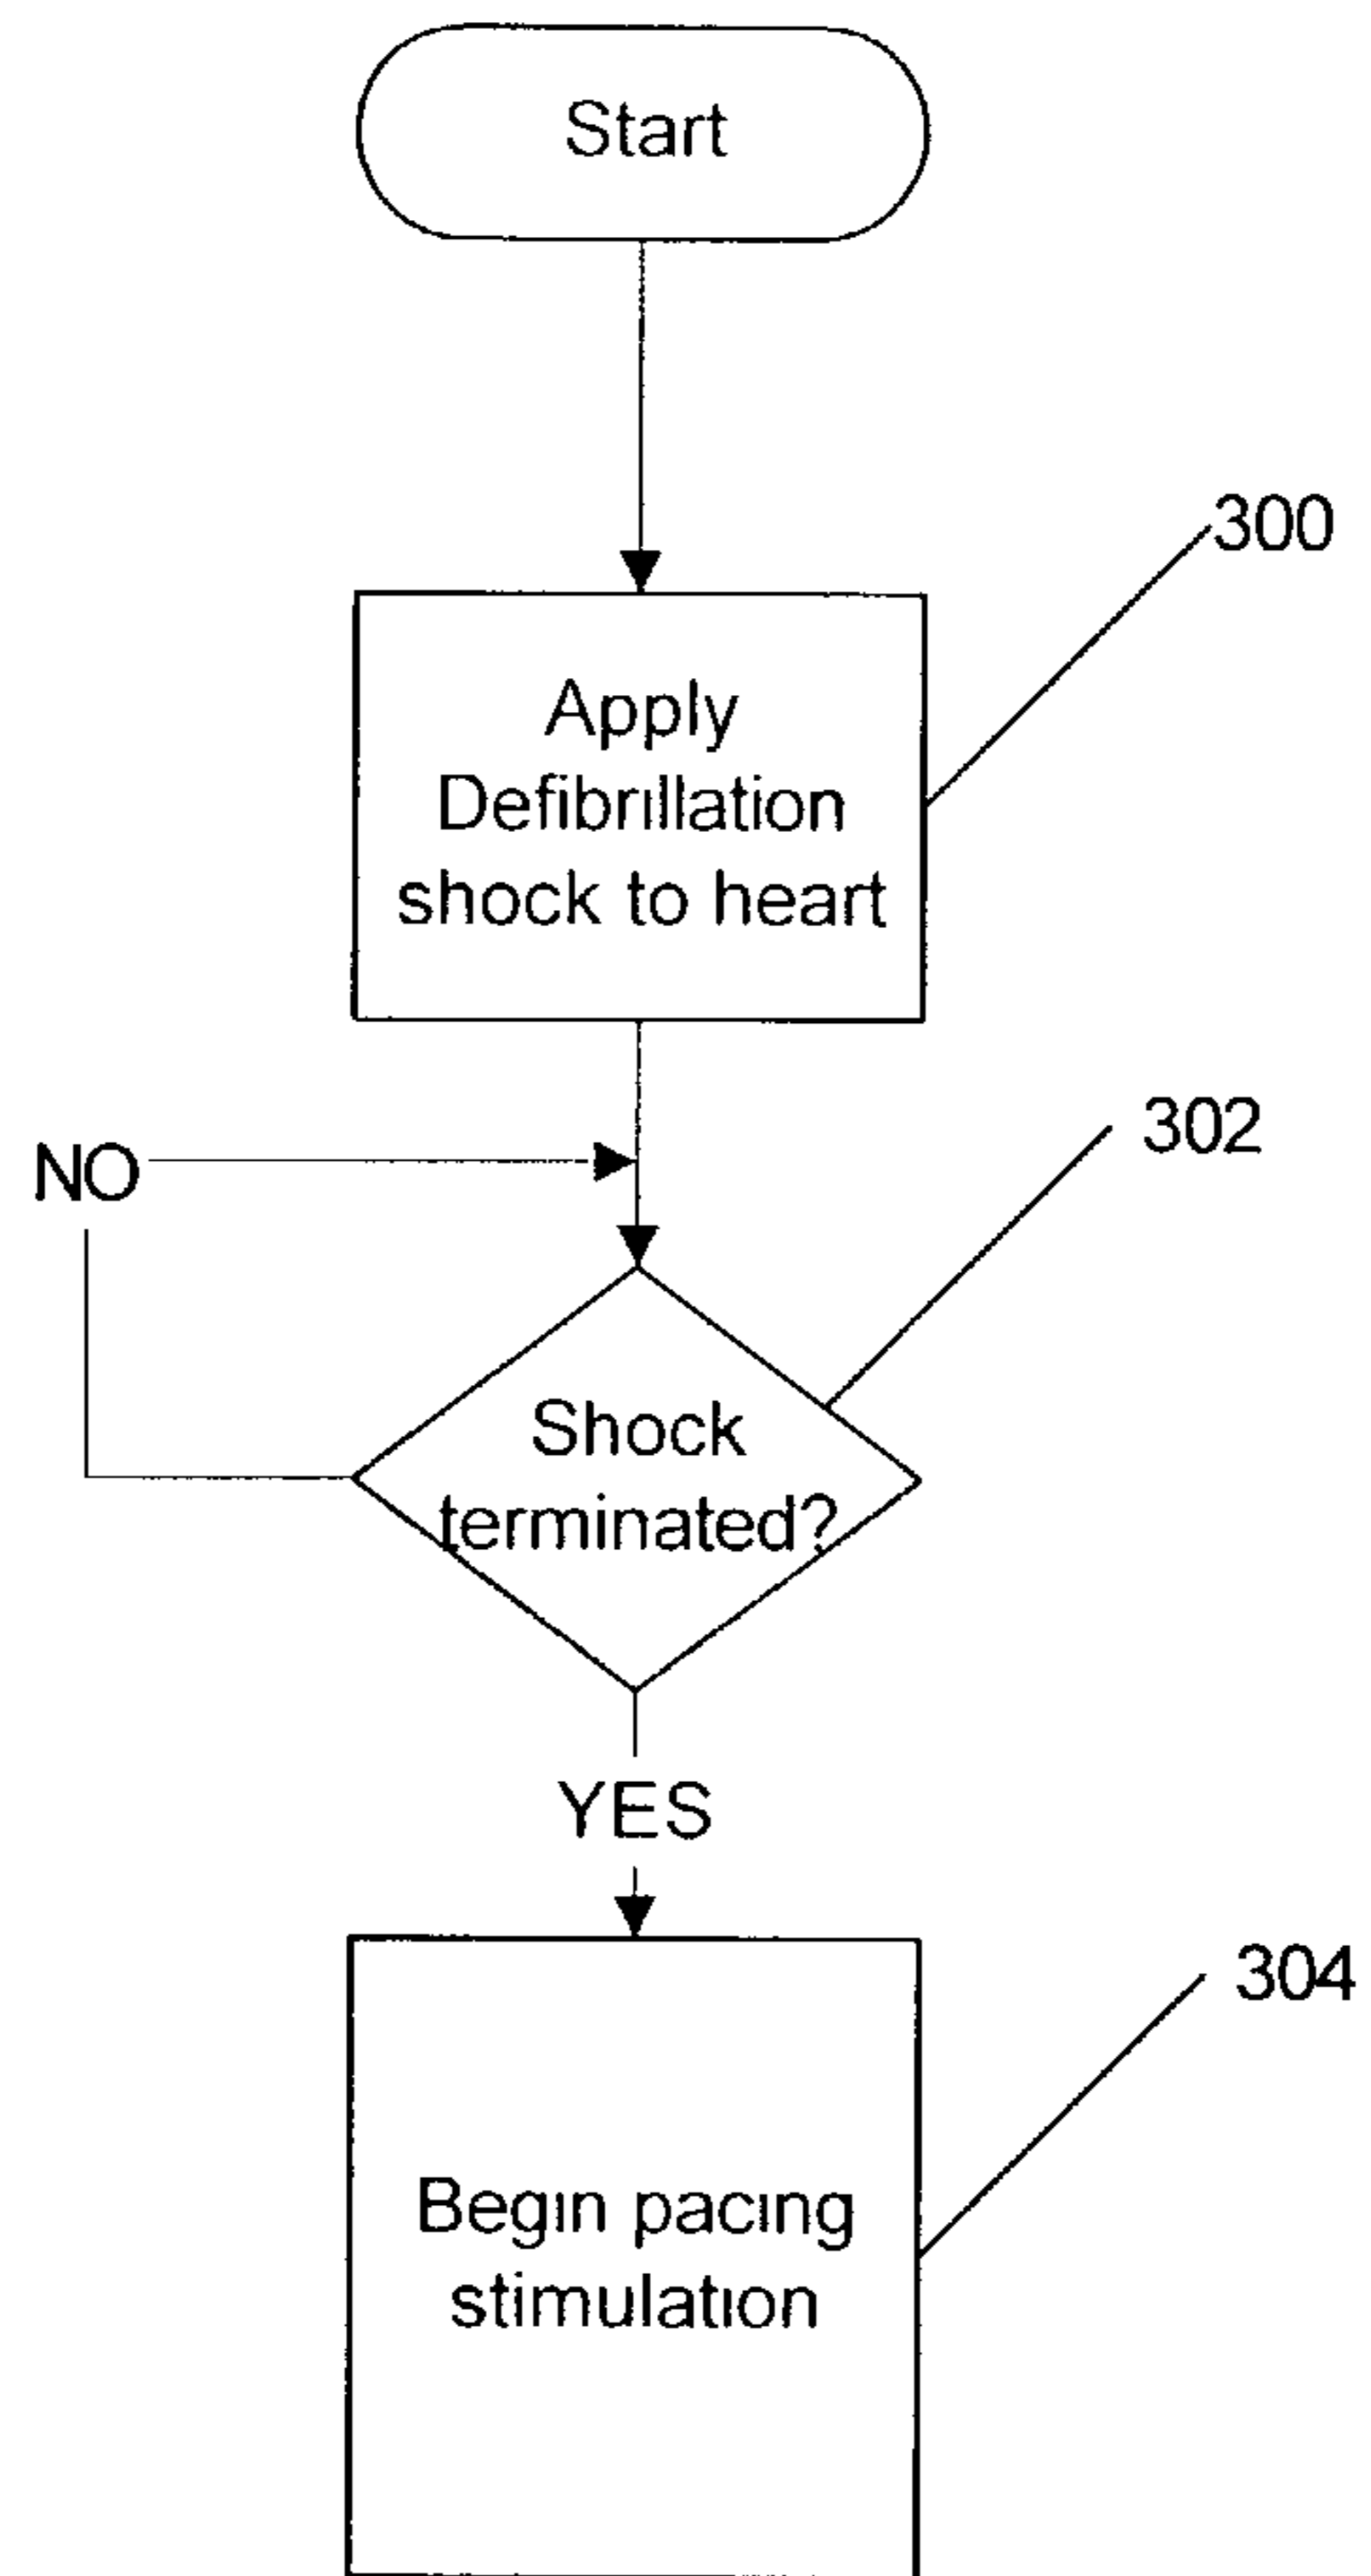 Start
300
Apply
Defibrillation
shock to heart
302
NO
Shock
terminated?
YES
304
Begin pacing
stimulation